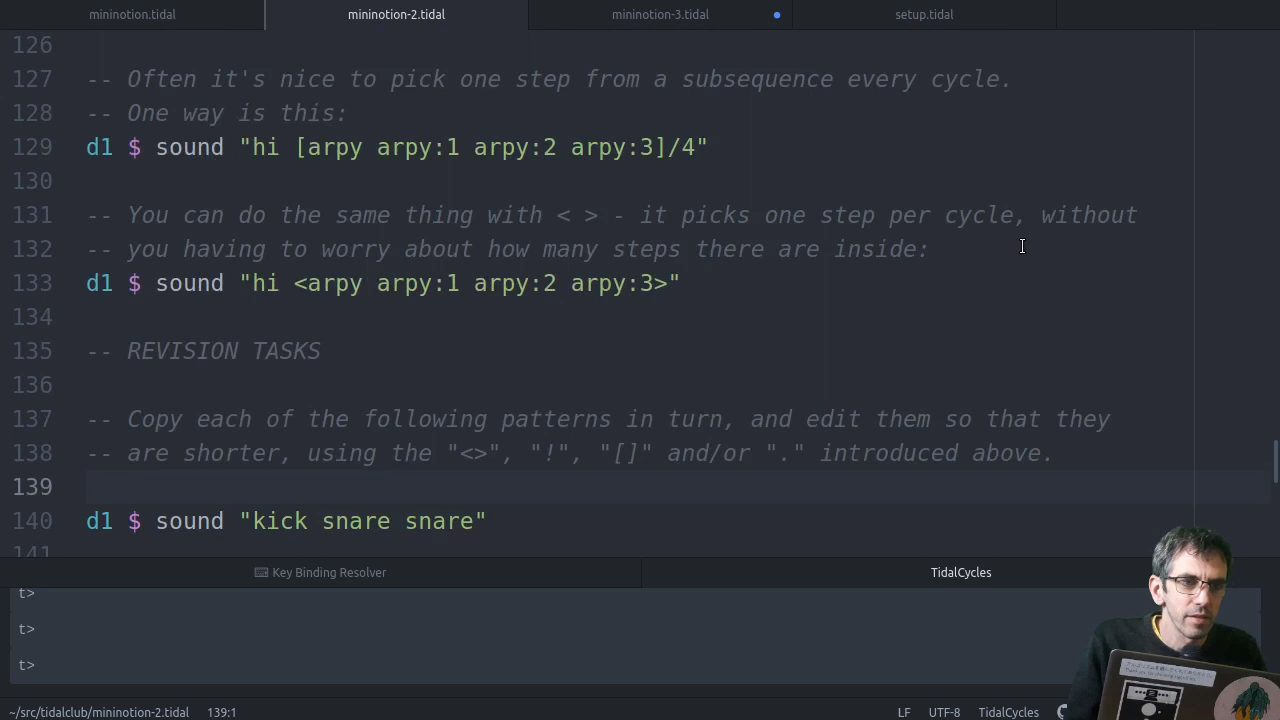 mininotion.tidal
mininotion-2.tidal
mininotion-3.tidal
setup.tidal
126
127 -- Often it's nice to pick one step from a subsequence every cycle.
128 -- One way is this:
129 d1 $ sound "hi [arpy arpy:1 arpy:2 arpy:3]/4"
130
131 -- You can do the same thing with < > - it picks one step per cycle, without
132 -- you having to worry about how many steps there are inside:
133 d1 $ sound "hi <arpy arpy:1 arpy:2 arpy:3>"
134
135 -- REVISION TASKS
136
137 -- Copy each of the following patterns in turn, and edit them so that they
138 -- are shorter, using the "<>", "!", "[]" and/or "." introduced above.
139
140 d1 $ sound "kick snare snare"
141
Key Binding Resolver
TidalCycles
t>
t>
t>
~/src/tidalclub/mininotion-2.tidal 139:1 LF UTF-8 TidalCycles